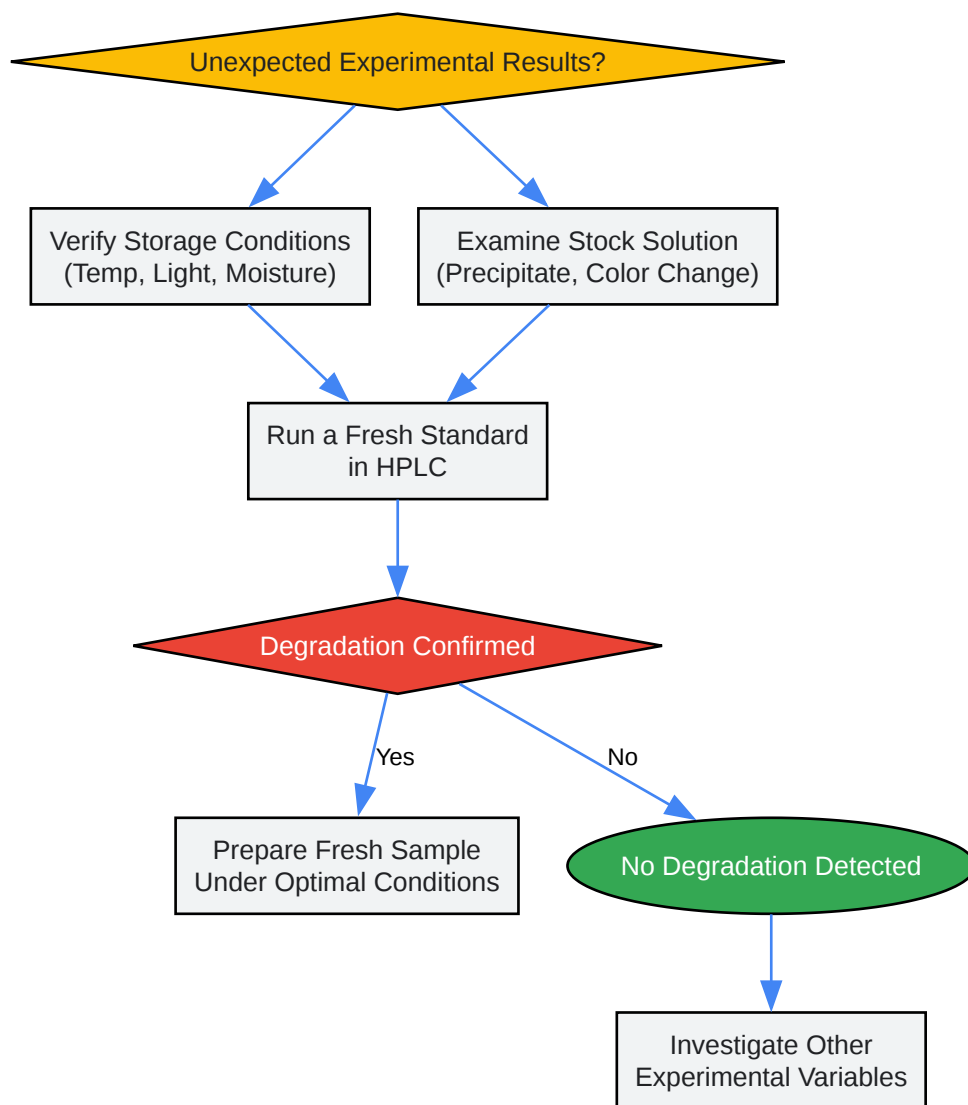 Unexpected Experimental Results?
Verify Storage Conditions
(Temp, Light, Moisture)
Examine Stock Solution
(Precipitate, Color Change)
Run a Fresh Standard
in HPLC
Degradation Confirmed
Yes
No
Prepare Fresh Sample
Under Optimal Conditions
No Degradation Detected
Investigate Other
Experimental Variables